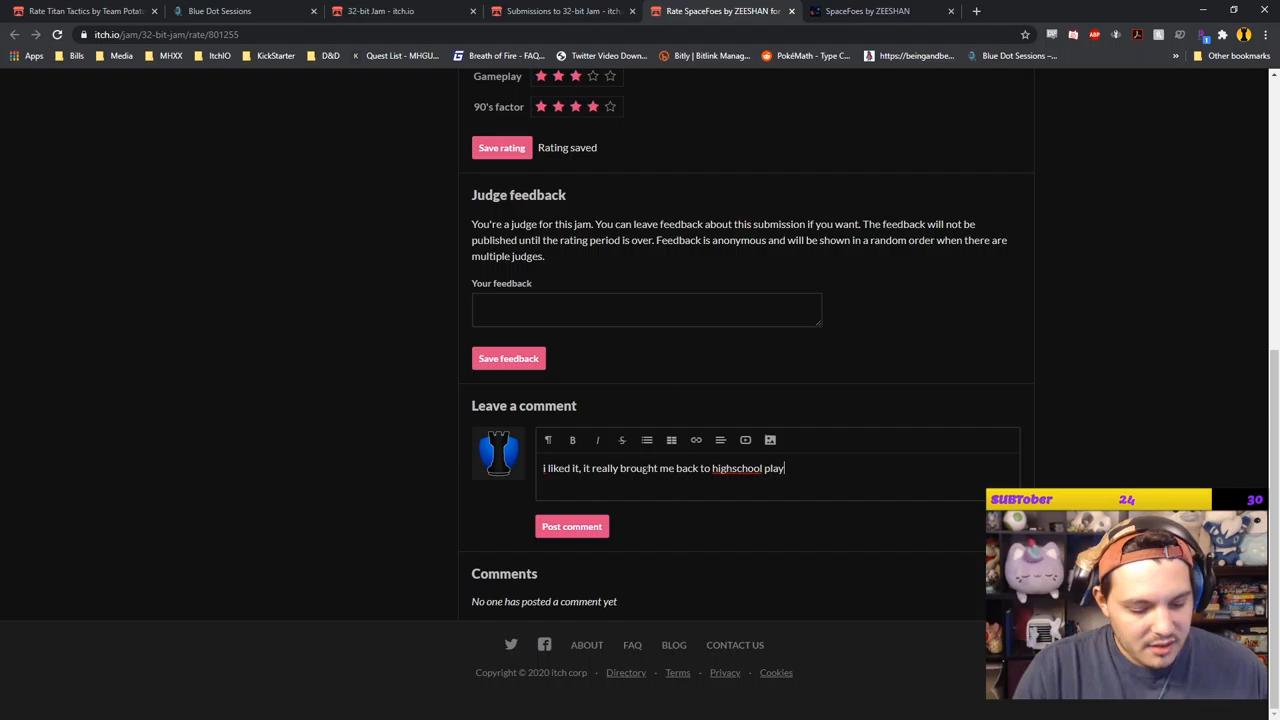 Rate Titan Tactics by Team Potat
Blue Dot Sessions
32-bit Jam - itch.io
Submissions to 32-bit Jam - itch.
Rate SpaceFoes by ZEESHAN for
SpaceFoes by ZEESHAN
itch.io/jam/32-bit-jam/rate/801255
Apps
Bills
Media
MHXX
ItchIO
KickStarter
D&D
Quest List - MHGU...
Breath of Fire - FAQ...
Twitter Video Down...
Bitly | Bitlink Manag...
PokéMath - Type C...
https://beingandbe...
Blue Dot Sessions —
Other bookmarks
Gameplay
90's factor
Save rating
Rating saved
Judge feedback
You're a judge for this jam. You can leave feedback about this submission if you want. The feedback will not be
published until the rating period is over. Feedback is anonymous and will be shown in a random order when there are
multiple judges.
Your feedback
Save feedback
Leave a comment
i liked it, it really brought me back to highschool play
Post comment
SUBTober 24 30
Comments
No one has posted a comment yet
ABOUT FAQ BLOG CONTACT US
Copyright © 2020 itch corp · Directory · Terms · Privacy · Cookies